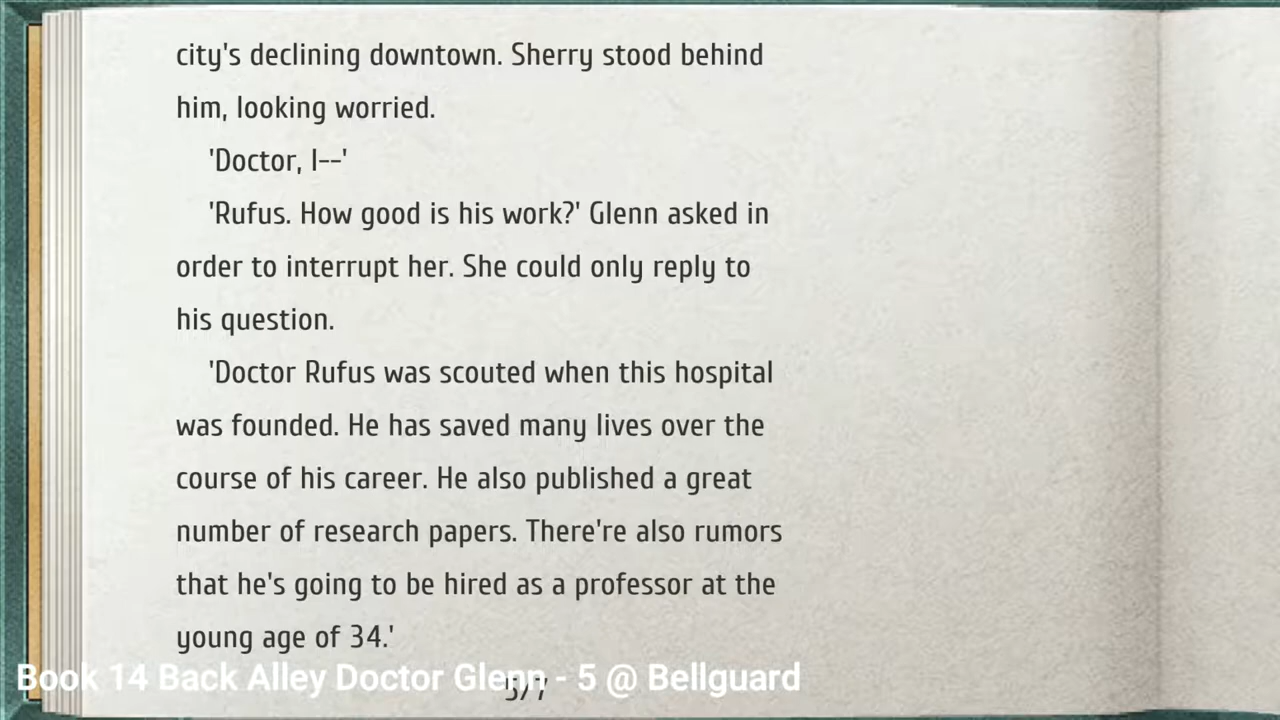 city's declining downtown. Sherry stood behind
him, looking worried.
'Doctor, I--'
'Rufus. How good is his work?' Glenn asked in
order to interrupt her. She could only reply to
his question.
'Doctor Rufus was scouted when this hospital
was founded. He has saved many lives over the
course of his career. He also published a great
number of research papers. There're also rumors
that he's going to be hired as a professor at the
young age of 34.'
Book 14 Back Alley Doctor Glenn - 5 @ Bellguard
5/7